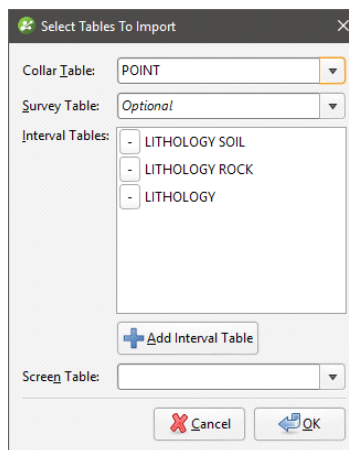 Select Tables To Import
Collar Table: POINT
Survey Table: Optional
Interval Tables:
- LITHOLOGY SOIL
- LITHOLOGY ROCK
- LITHOLOGY
Add Interval Table
Screen Table:
Cancel OK